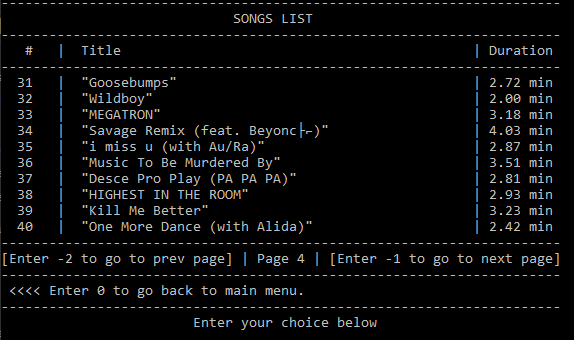 SONGS LIST
# | Title | Duration
31 | "Goosebumps" | 2.72 min
32 | "Wildboy" | 2.00 min
33 | "MEGATRON" | 3.18 min
34 | "Savage Remix (feat. Beyonc├⌐)" | 4.03 min
35 | "i miss u (with Au/Ra)" | 2.87 min
36 | "Music To Be Murdered By" | 3.51 min
37 | "Desce Pro Play (PA PA PA)" | 2.81 min
38 | "HIGHEST IN THE ROOM" | 2.93 min
39 | "Kill Me Better" | 3.23 min
40 | "One More Dance (with Alida)" | 2.42 min
[Enter -2 to go to prev page] | Page 4 | [Enter -1 to go to next page]
<<<< Enter 0 to go back to main menu.
Enter your choice below